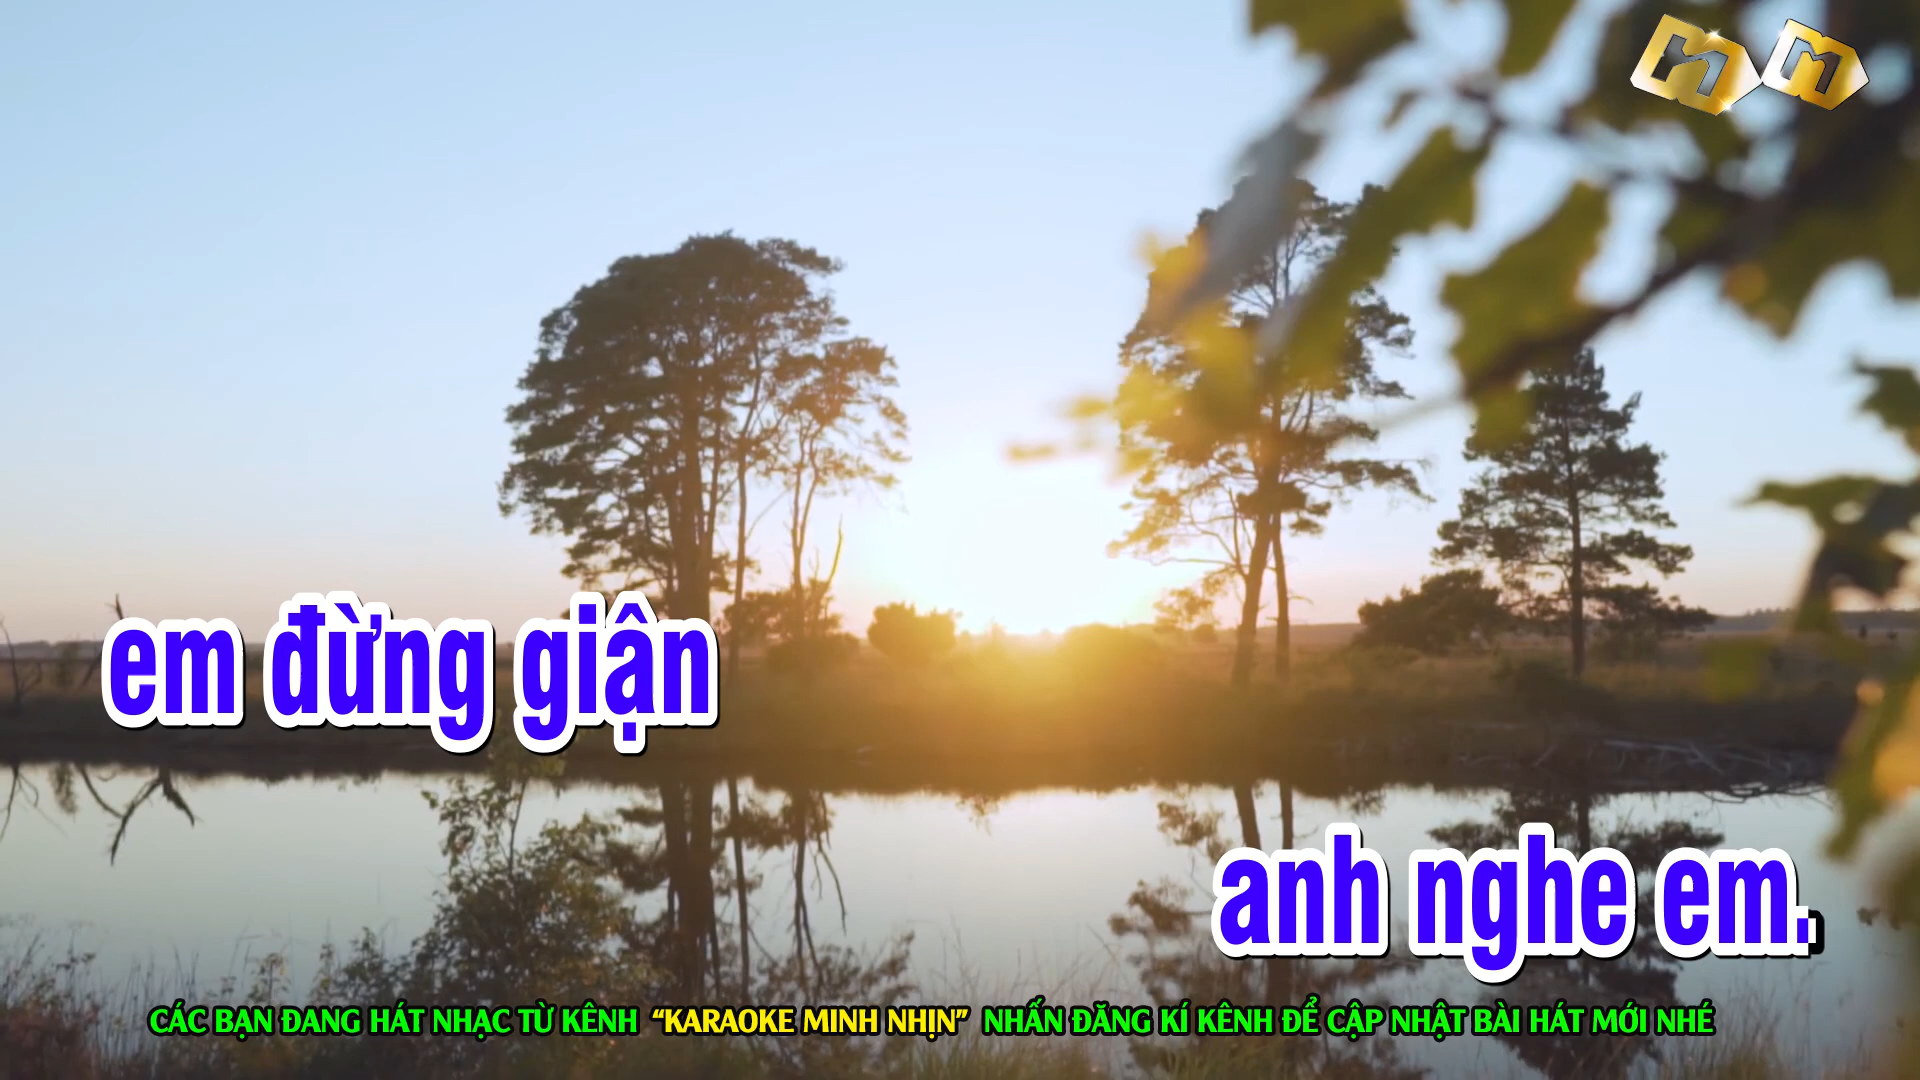 em đừng giận
anh nghe em.
CÁC BẠN ĐANG HÁT NHẠC TỪ KÊNH “KARAOKE MINH NHỊN” NHẤN ĐĂNG KÍ KÊNH ĐỂ CẬP NHẬT BÀI HÁT MỚI NHÉ